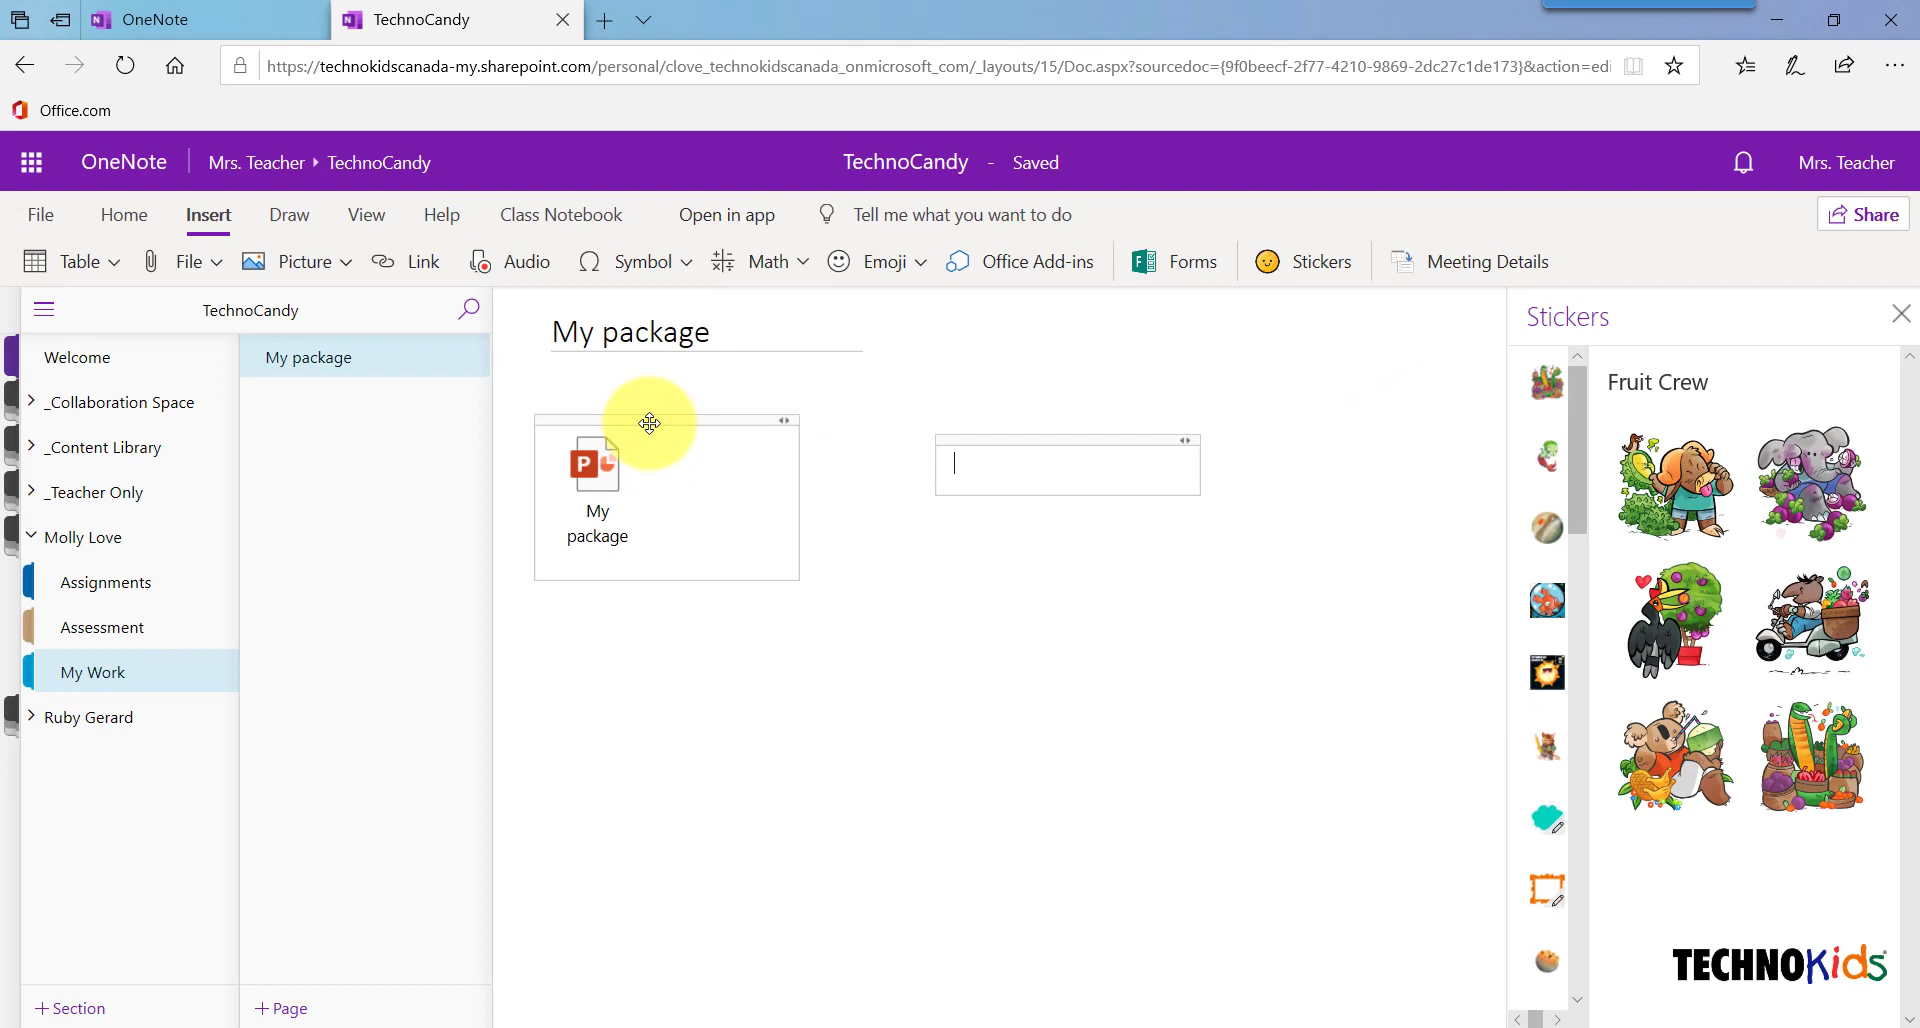 OneNote
TechnoCandy
https://technokidscanada-my.sharepoint.com/personal/clove_technokidscanada_onmicrosoft_com/_layouts/15/Doc.aspx?sourcedoc={9f0beecf-2f77-4210-9869-2dc27c1de173}&action=edi
Office.com
OneNote Mrs. Teacher TechnoCandy TechnoCandy - Saved Mrs. Teacher
File Home Insert Draw View Help Class Notebook Open in app Tell me what you want to do Share
Table File Picture Link Audio Symbol Math Emoji Office Add-ins Forms Stickers Meeting Details
TechnoCandy
Welcome
_Collaboration Space
_Content Library
_Teacher Only
Molly Love
Assignments
Assessment
My Work
Ruby Gerard
+ Section
My package
+ Page
My package
P
My
package
Stickers
Fruit Crew
TECHNOKids